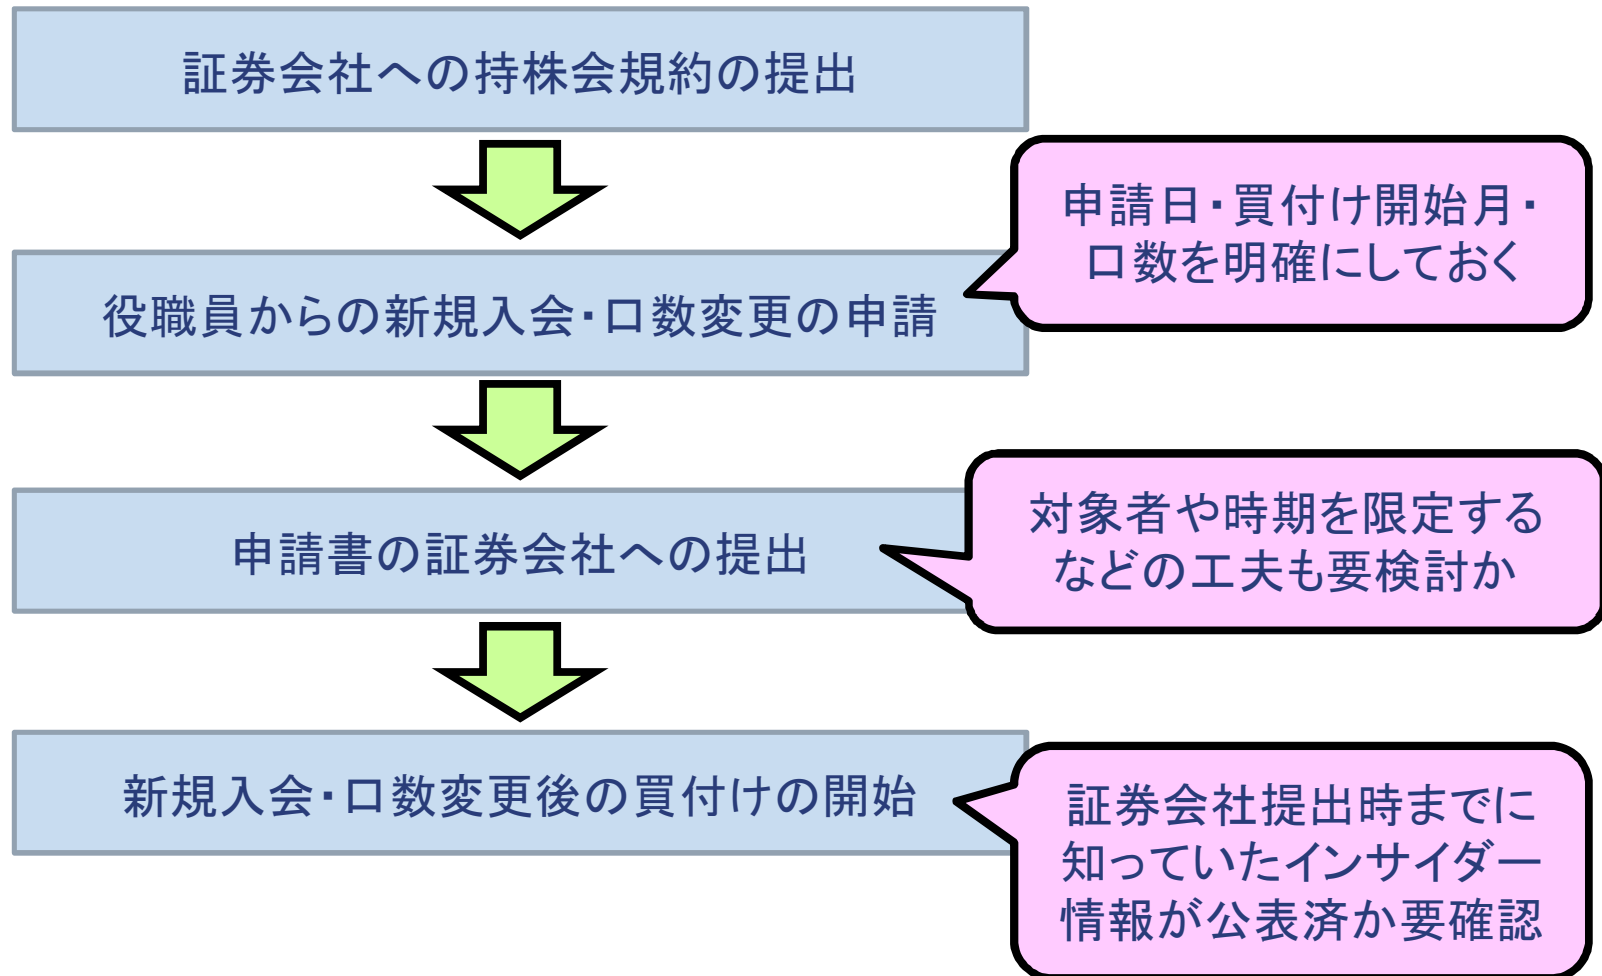 証券会社への持株会規約の提出
申請日・買付け開始月・
口数を明確にしておく
役職員からの新規入会・口数変更の申請
対象者や時期を限定する
などの工夫も要検討か
申請書の証券会社への提出
新規入会・口数変更後の買付けの開始
証券会社提出時までに
知っていたインサイダー
情報が公表済か要確認